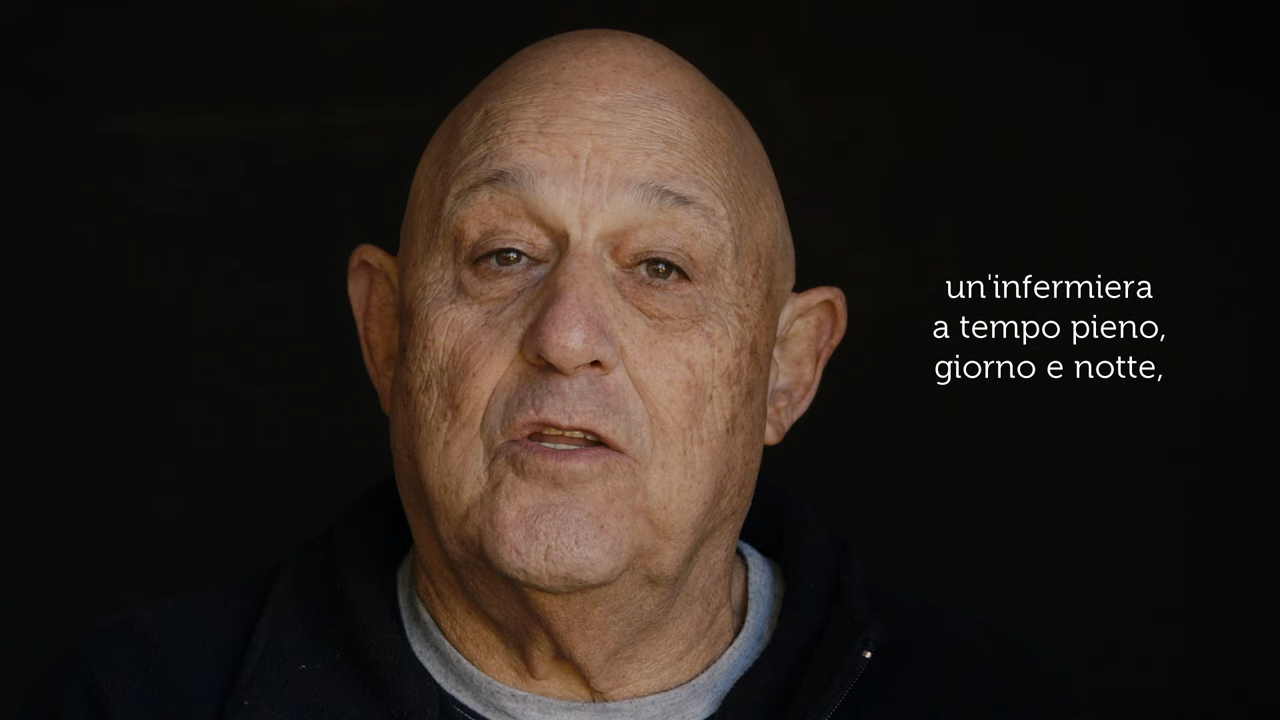 un'infermiera
a tempo pieno,
giorno e notte,